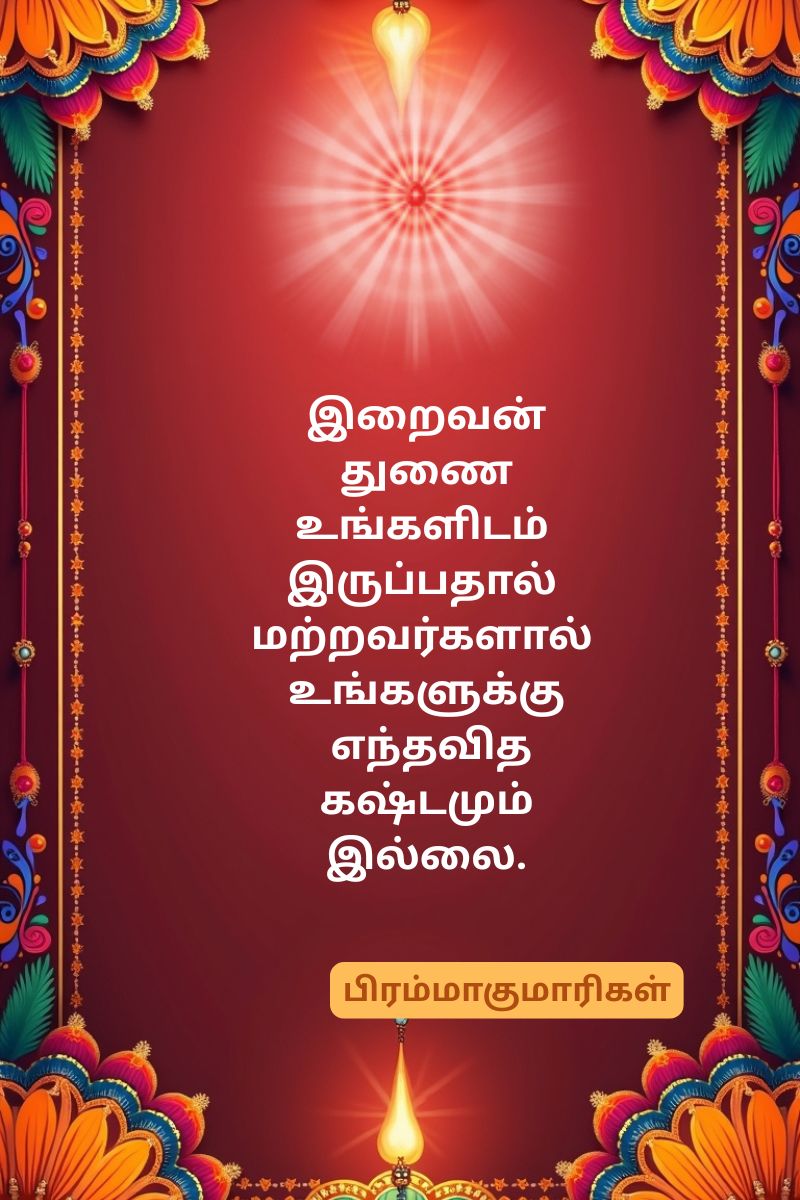 இறைவன்
துணை
உங்களிடம்
இருப்பதால்
மற்றவர்களால்
உங்களுக்கு
எந்தவித
கஷ்டமும்
இல்லை.
பிரம்மாகுமாரிகள்